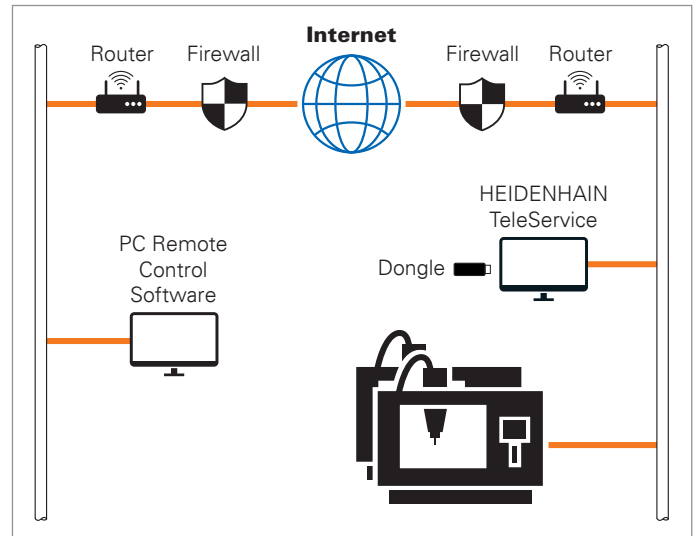 Internet
Router
Firewall
Firewall
Router
HEIDENHAIN
TeleService
PC Remote
Control
Software
Dongle